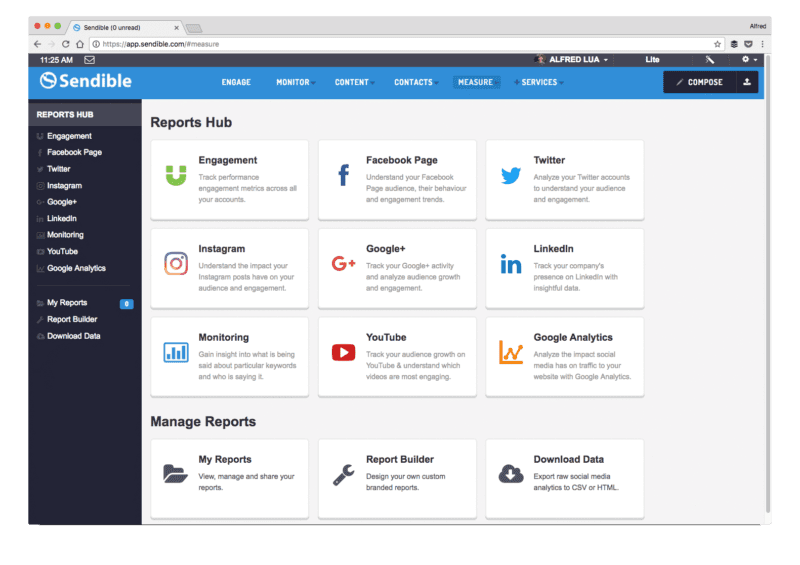 Sendible (0 unread)
Alfred
https://app.sendible.com/#measure
11:25 AM
ALFRED LUA
Lite
Sendible
ENGAGE
MONITOR
CONTENT
CONTACTS
MEASURE
+ SERVICES
COMPOSE
REPORTS HUB
Engagement
Facebook Page
Twitter
Instagram
Google+
LinkedIn
Monitoring
YouTube
Google Analytics
My Reports
0
Report Builder
Download Data
Reports Hub
Engagement
Track performance
engagement metrics across all
your accounts.
Facebook Page
Understand your Facebook
Page audience, their behaviour
and engagement trends.
Twitter
Analyze your Twitter accounts
to understand your audience
and engagement.
Instagram
Understand the impact your
Instagram posts have on your
audience and engagement.
Google+
Track your Google+ activity
and analyze audience growth
and engagement.
LinkedIn
Track your company's
presence on LinkedIn with
insightful data.
Monitoring
Gain insight into what is being
said about particular keywords
and who is saying it.
YouTube
Track your audience growth on
YouTube & understand which
videos are most engaging.
Google Analytics
Analyze the impact social
media has on traffic to your
website with Google Analytics.
Manage Reports
My Reports
View, manage and share your
reports.
Report Builder
Design your own custom
branded reports.
Download Data
Export raw social media
analytics to CSV or HTML.